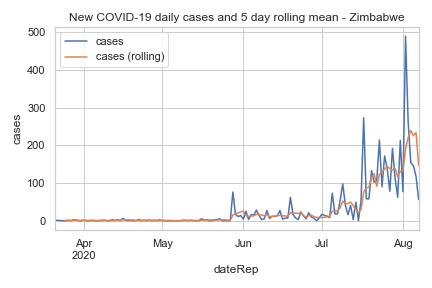 New COVID-19 daily cases and 5 day rolling mean - Zimbabwe
cases
cases (rolling)
500
400
300
200
100
0
cases
Apr
2020
May
Jun
Jul
Aug
dateRep